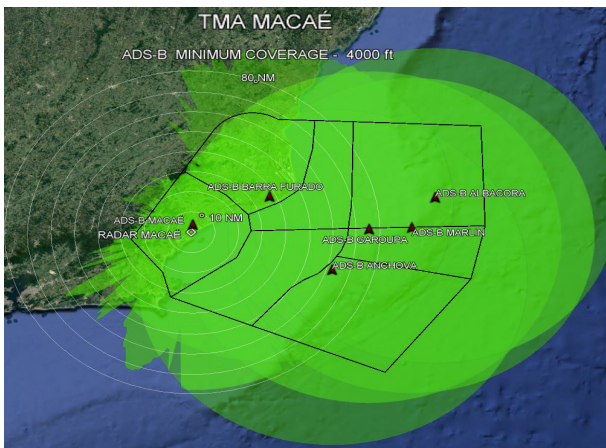 TMA MACAÉ
ADS-B MINIMUM COVERAGE - 4000 ft
80 NM
ADS-B BARRA FURADO
ADS-B ALBACORA
ADS-B MACAÉ
10 NM
RADAR MACAÉ
ADS-B GAROUPA
ADS-B MARLIN
ADS-B ANCHOVA